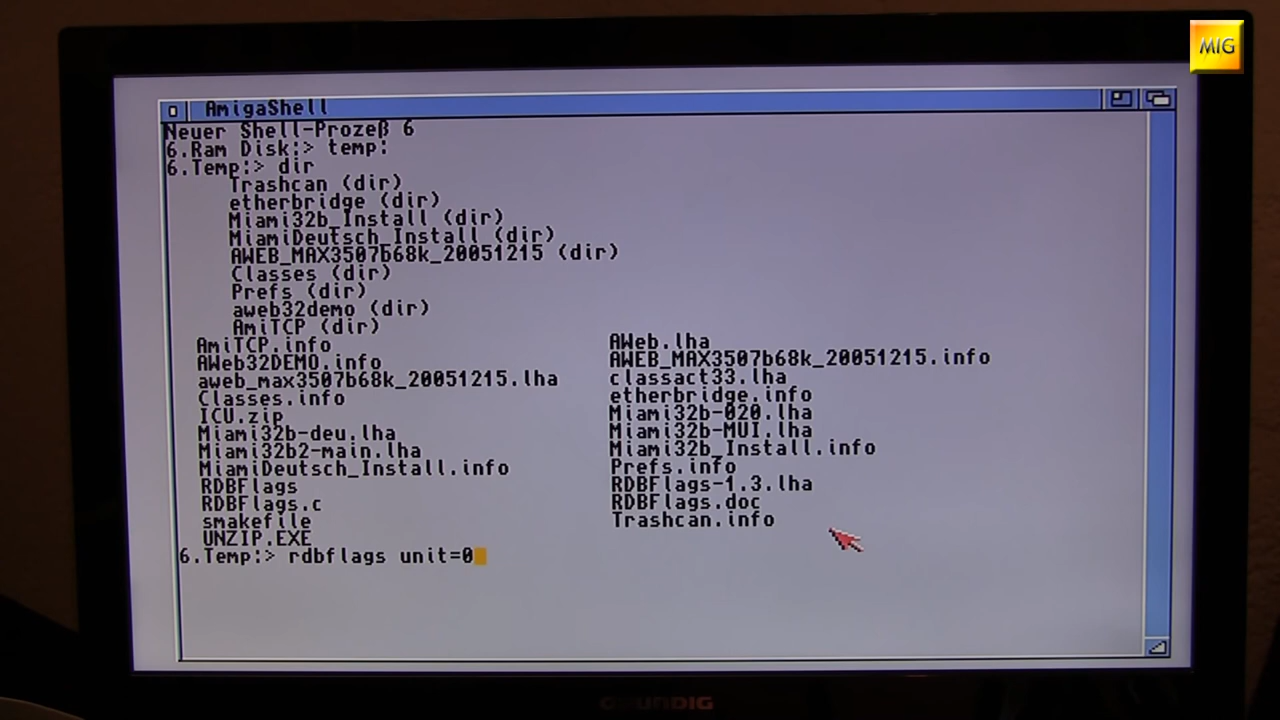 MIG
AmigaShell
Neuer Shell-Prozeß 6
6.Ram Disk:> temp:
6.Temp:> dir
Trashcan (dir)
etherbridge (dir)
Miami32b_Install (dir)
MiamiDeutsch_Install (dir)
AWEB_MAX3507b68k_20051215 (dir)
Classes (dir)
Prefs (dir)
aweb32demo (dir)
AmiTCP (dir)
AmiTCP.info AWeb.lha
AWeb32DEMO.info AWEB_MAX3507b68k_20051215.info
aweb_max3507b68k_20051215.lha classact33.lha
Classes.info etherbridge.info
ICU.zip Miami32b-020.lha
Miami32b-deu.lha Miami32b-MUI.lha
Miami32b2-main.lha Miami32b_Install.info
MiamiDeutsch_Install.info Prefs.info
RDBFlags RDBFlags-1.3.lha
RDBFlags.c RDBFlags.doc
smakefile Trashcan.info
UNZIP.EXE
6.Temp:> rdbflags unit=0
GRUNDIG